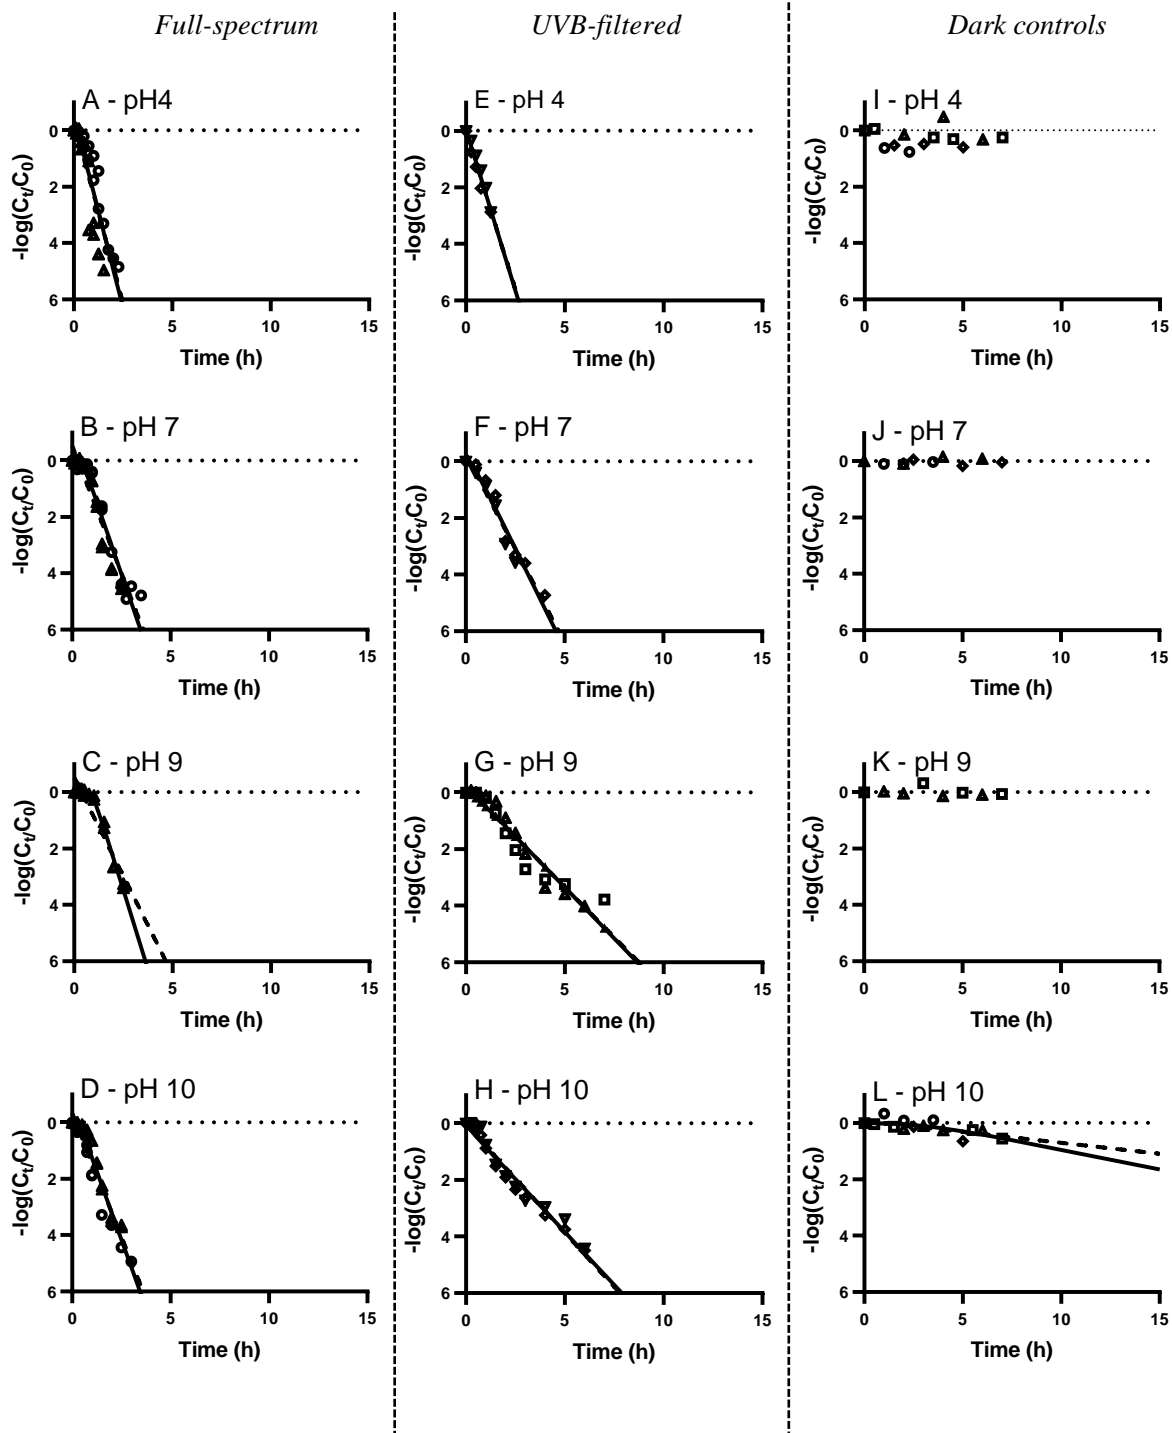 Full-spectrum
UVB-filtered
Dark controls
A - pH4
0
2
4
6
-log(Ct/C0)
0 5 10 15
Time (h)
E - pH 4
0
2
4
6
-log(Ct/C0)
0 5 10 15
Time (h)
I - pH 4
0
2
4
6
-log(Ct/C0)
0 5 10 15
Time (h)
B - pH 7
0
2
4
6
-log(Ct/C0)
0 5 10 15
Time (h)
F - pH 7
0
2
4
6
-log(Ct/C0)
0 5 10 15
Time (h)
J - pH 7
0
2
4
6
-log(Ct/C0)
0 5 10 15
Time (h)
C - pH 9
0
2
4
6
-log(Ct/C0)
0 5 10 15
Time (h)
G - pH 9
0
2
4
6
-log(Ct/C0)
0 5 10 15
Time (h)
K - pH 9
0
2
4
6
-log(Ct/C0)
0 5 10 15
Time (h)
D - pH 10
0
2
4
6
-log(Ct/C0)
0 5 10 15
Time (h)
H - pH 10
0
2
4
6
-log(Ct/C0)
0 5 10 15
Time (h)
L - pH 10
0
2
4
6
-log(Ct/C0)
0 5 10 15
Time (h)